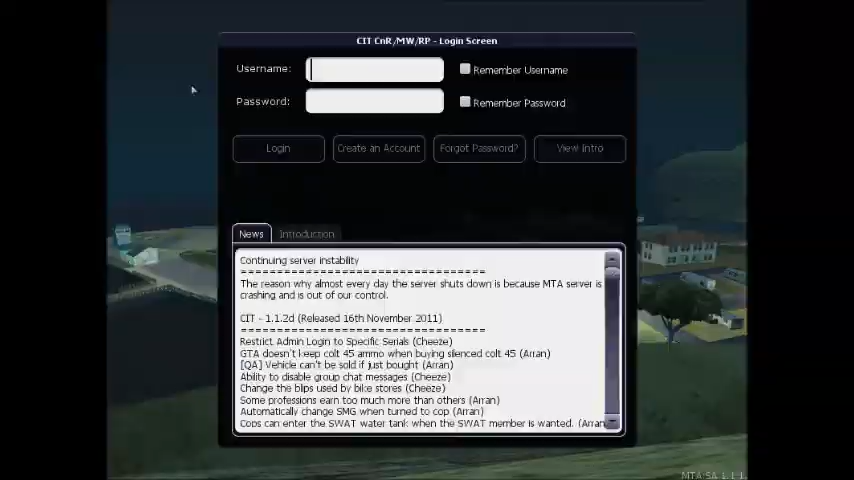 CIT CnR/MW/RP - Login Screen
Username:
Remember Username
Password:
Remember Password
Login
Create an Account
Forgot Password?
View Intro
News
Introduction
Continuing server instability
==================================
The reason why almost every day the server shuts down is because MTA server is
crashing and is out of our control.
CIT - 1.1.2d (Released 16th November 2011)
==================================
Restrict Admin Login to Specific Serials (Cheeze)
GTA doesn't keep colt 45 ammo when buying silenced colt 45 (Arran)
[QA] Vehicle can't be sold if just bought (Arran)
Ability to disable group chat messages (Cheeze)
Change the blips used by bike stores (Cheeze)
Some professions earn too much more than others (Arran)
Automatically change SMG when turned to cop (Arran)
Cops can enter the SWAT water tank when the SWAT member is wanted. (Arran
MTA:SA 1.1.1